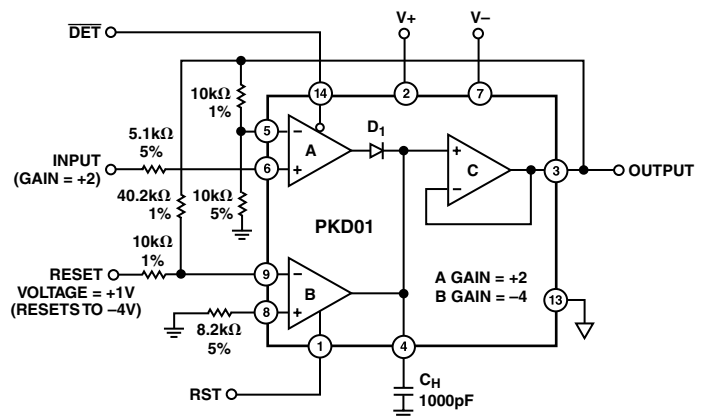 DET
V+
V–
10kΩ
1%
14
2
7
5.1kΩ
5%
5
–
A
D1
INPUT
(GAIN = +2)
6
+
+
–
C
3
OUTPUT
40.2kΩ
1%
10kΩ
5%
PKD01
10kΩ
1%
RESET
VOLTAGE = +1V
(RESETS TO –4V)
9
–
B
8
+
A GAIN = +2
B GAIN = –4
13
8.2kΩ
5%
1
4
RST
CH
1000pF